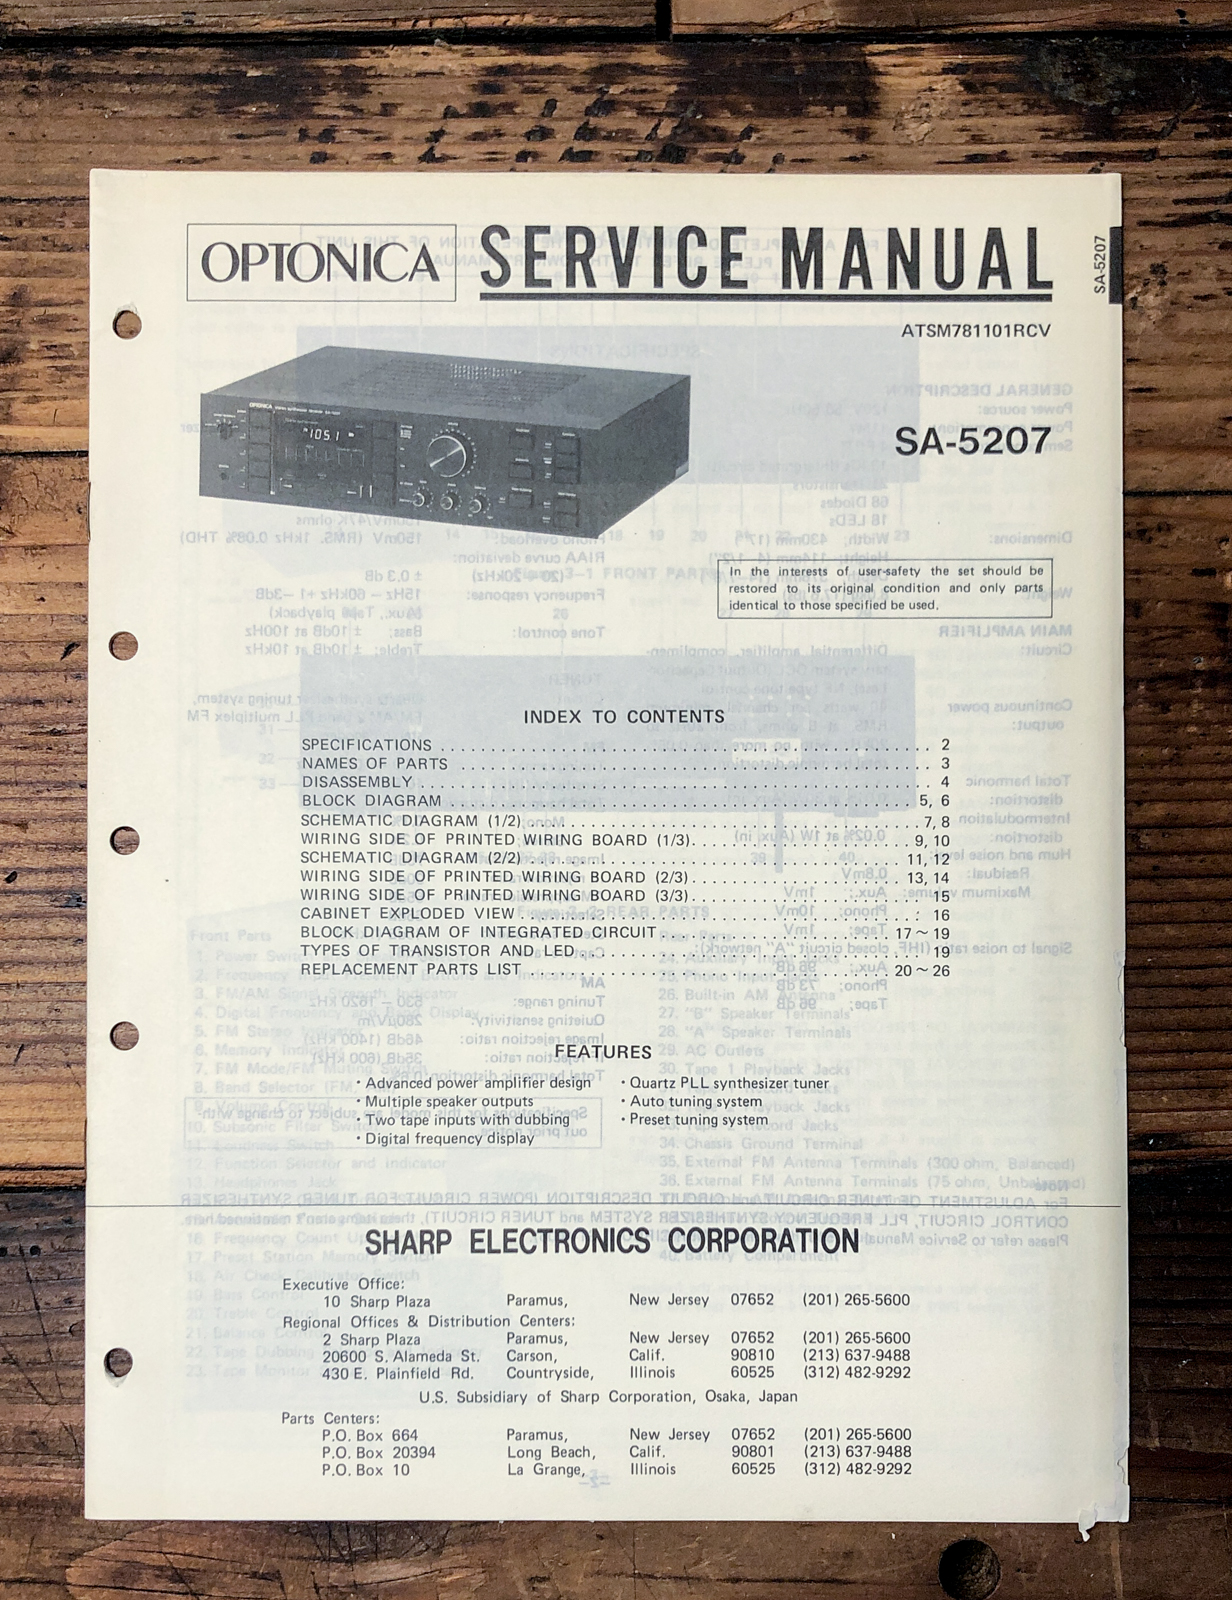 OPTONICA SERVICE MANUAL
SA-5207
ATSM781101RCV
SA-5207
OPTONICA
1051
In the interests of user-safety the set should be
restored to its original condition and only parts
identical to those specified be used.
INDEX TO CONTENTS
SPECIFICATIONS . . . . . . . . . . 2
NAMES OF PARTS . . . . . . . . . . 3
DISASSEMBLY . . . . . . . . . . 4
BLOCK DIAGRAM . . . . . . . . . . 5, 6
SCHEMATIC DIAGRAM (1/2) . . . . . . . . . . 7, 8
WIRING SIDE OF PRINTED WIRING BOARD (1/3) . . . . . . . . . . 9, 10
SCHEMATIC DIAGRAM (2/2) . . . . . . . . . . 11, 12
WIRING SIDE OF PRINTED WIRING BOARD (2/3) . . . . . . . . . . 13, 14
WIRING SIDE OF PRINTED WIRING BOARD (3/3) . . . . . . . . . . 15
CABINET EXPLODED VIEW . . . . . . . . . . 16
BLOCK DIAGRAM OF INTEGRATED CIRCUIT . . . . . . . . . . 17 ~ 19
TYPES OF TRANSISTOR AND LED . . . . . . . . . . 19
REPLACEMENT PARTS LIST . . . . . . . . . . 20 ~ 26
FEATURES
• Advanced power amplifier design
• Multiple speaker outputs
• Two tape inputs with dubbing
• Digital frequency display
• Quartz PLL synthesizer tuner
• Auto tuning system
• Preset tuning system
SHARP ELECTRONICS CORPORATION
Executive Office:
10 Sharp Plaza Paramus, New Jersey 07652 (201) 265-5600
Regional Offices & Distribution Centers:
2 Sharp Plaza Paramus, New Jersey 07652 (201) 265-5600
20600 S. Alameda St. Carson, Calif. 90810 (213) 637-9488
430 E. Plainfield Rd. Countryside, Illinois 60525 (312) 482-9292
U.S. Subsidiary of Sharp Corporation, Osaka, Japan
Parts Centers:
P.O. Box 664 Paramus, New Jersey 07652 (201) 265-5600
P.O. Box 20394 Long Beach, Calif. 90801 (213) 637-9488
P.O. Box 10 La Grange, Illinois 60525 (312) 482-9292